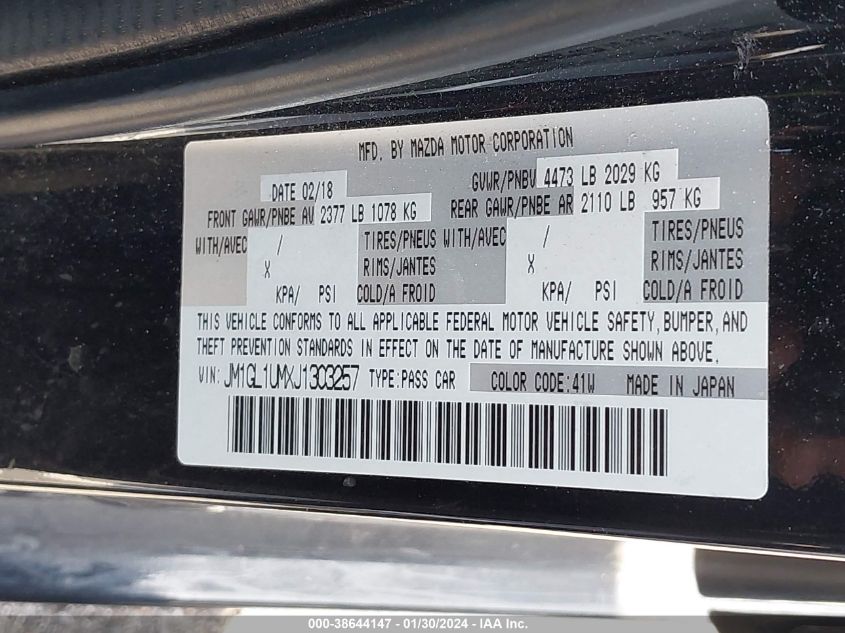 MFD. BY MAZDA MOTOR CORPORATION
DATE 02/18 GVWR/PNBV 4473 LB 2029 KG
FRONT GAWR/PNBE AV 2377 LB 1078 KG REAR GAWR/PNBE AR 2110 LB 957 KG
WITH/AVEC / TIRES/PNEUS WITH/AVEC / TIRES/PNEUS
X RIMS/JANTES X RIMS/JANTES
KPA/ PSI COLD/A FROID KPA/ PSI COLD/A FROID
THIS VEHICLE CONFORMS TO ALL APPLICABLE FEDERAL MOTOR VEHICLE SAFETY,BUMPER,AND
THEFT PREVENTION STANDARDS IN EFFECT ON THE DATE OF MANUFACTURE SHOWN ABOVE.
VIN: JM1GL1UMXJ1303257 TYPE:PASS CAR COLOR CODE:41W MADE IN JAPAN
000-38644147 - 01/30/2024 - IAA Inc.